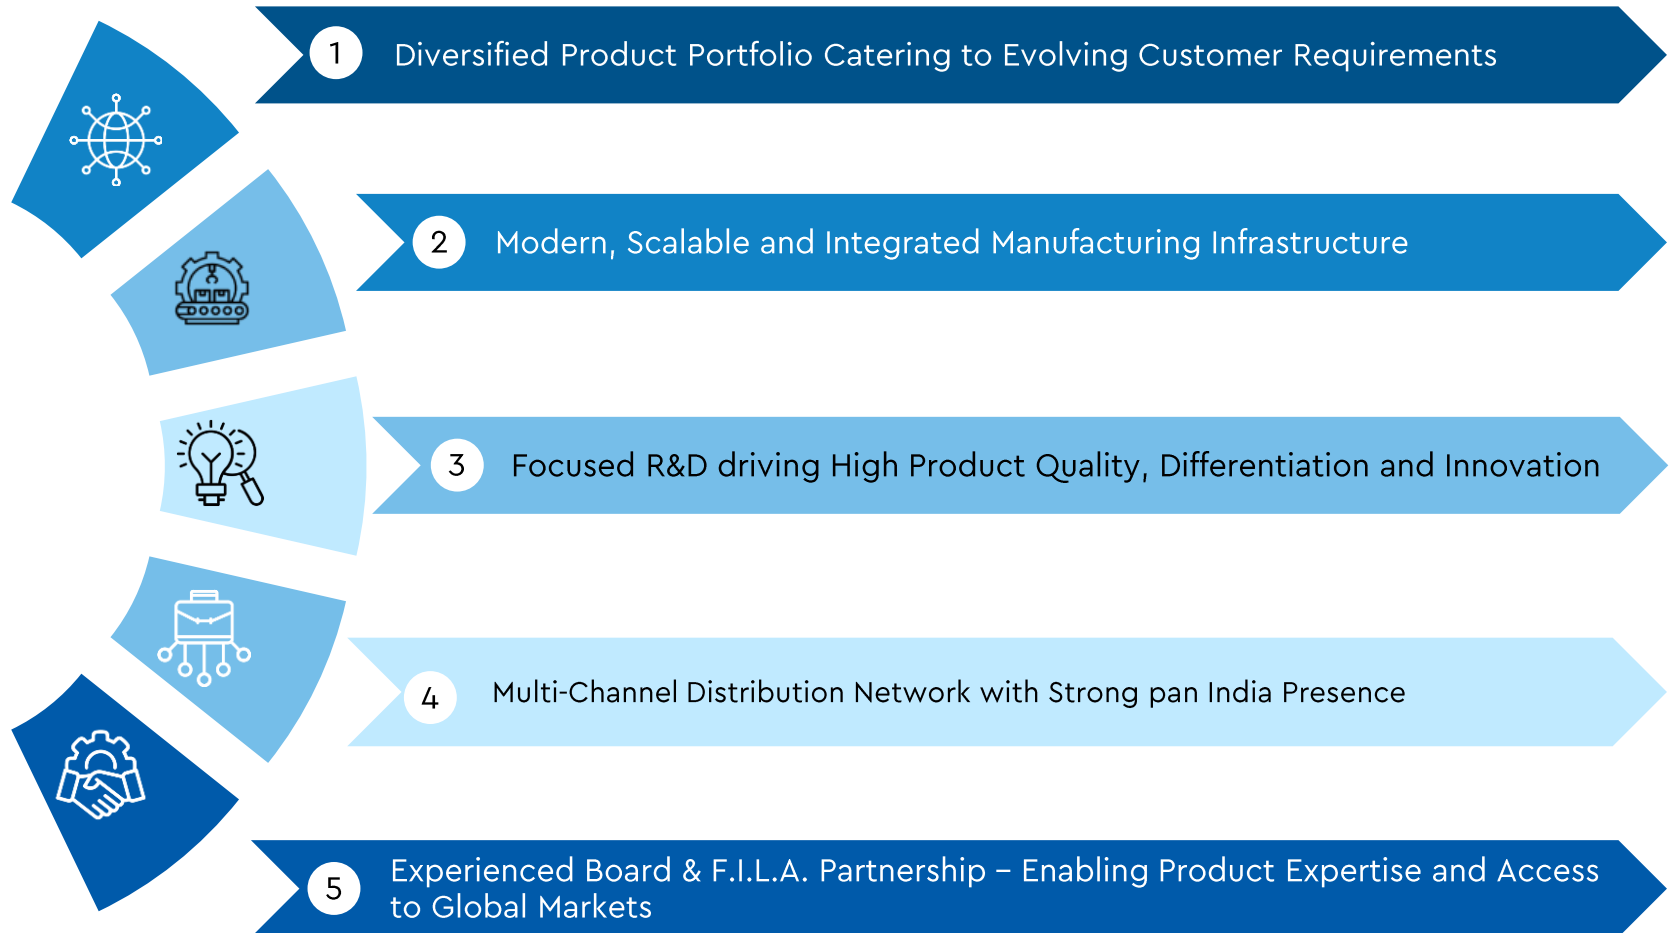 1
Diversified Product Portfolio Catering to Evolving Customer Requirements
2
Modern, Scalable and Integrated Manufacturing Infrastructure
3
Focused R&D driving High Product Quality, Differentiation and Innovation
4
Multi-Channel Distribution Network with Strong pan India Presence
5
Experienced Board & F.I.L.A. Partnership – Enabling Product Expertise and Access
to Global Markets